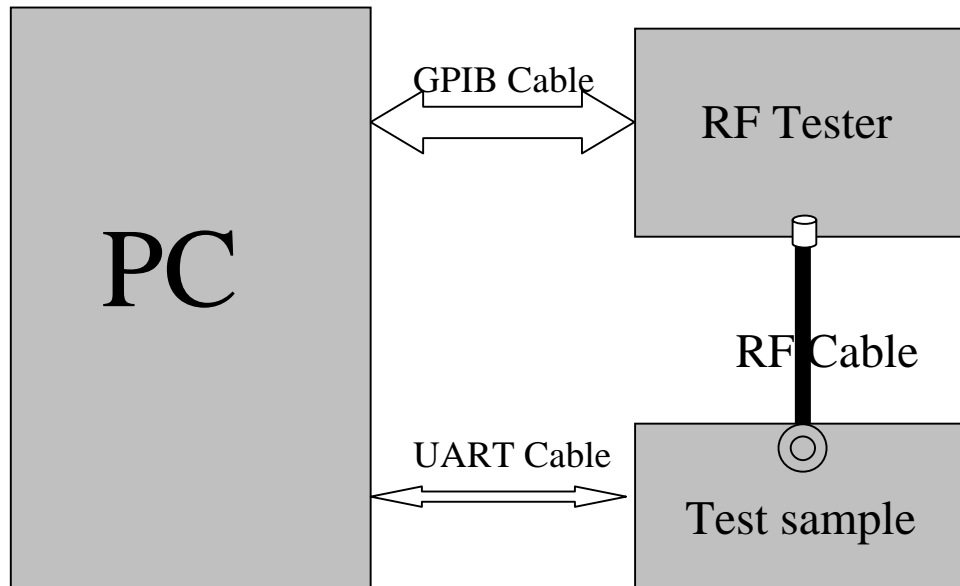 GPIB Cable
RF Tester
PC
RF Cable
UART Cable
Test sample